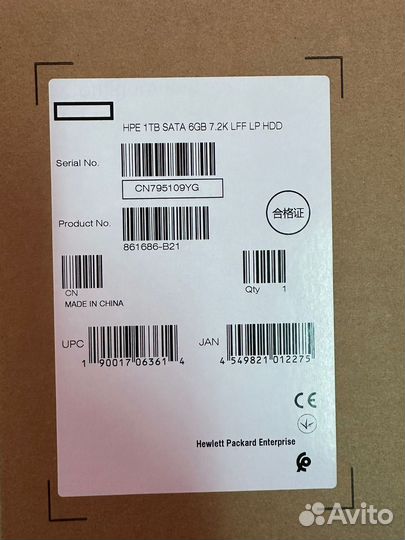 HPE 1TB SATA 6GB 7.2K LFF LP HDD
Serial No.
CN795109YG
Product No.
861686-B21
合格证
CN
MADE IN CHINA
Qty 1
UPC
1 90017 06361 4
JAN
4 549821 012275
CE
Hewlett Packard Enterprise
Avito